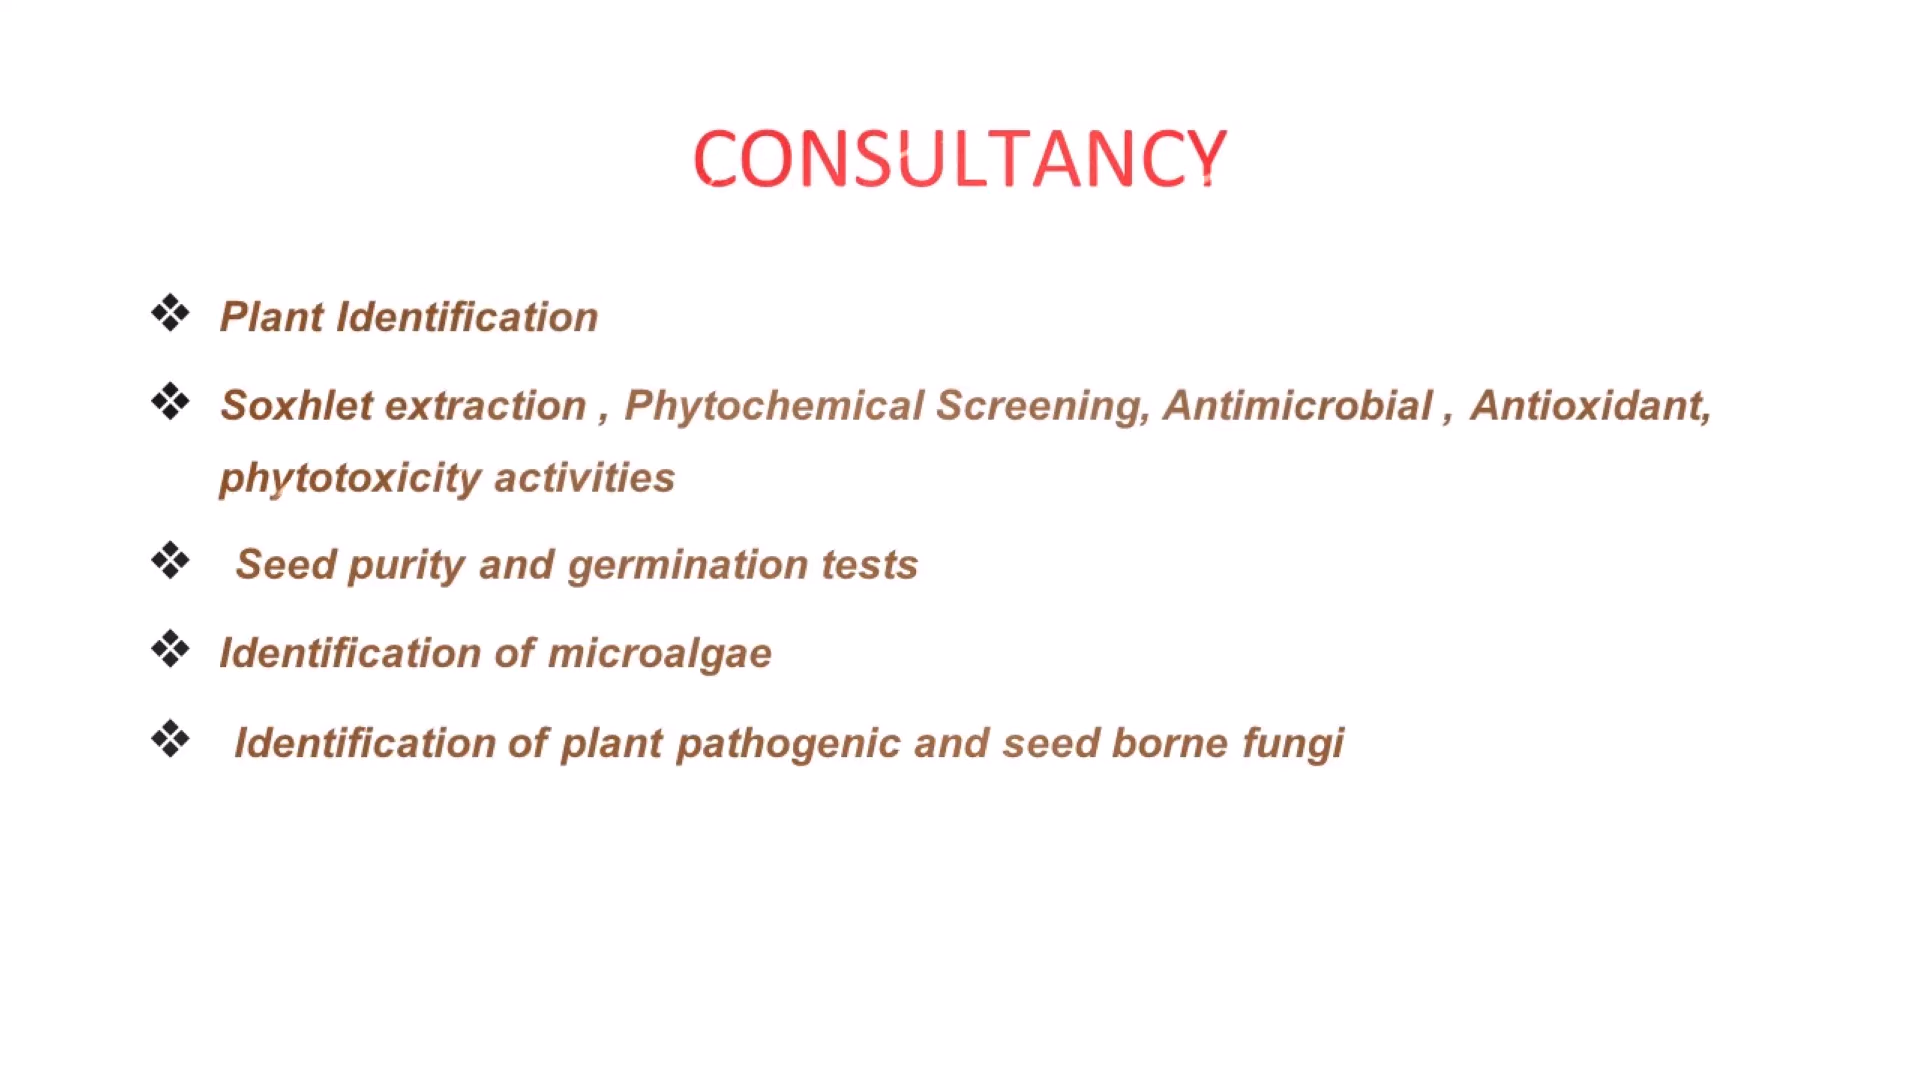 CONSULTANCY
Plant Identification
Soxhlet extraction , Phytochemical Screening, Antimicrobial , Antioxidant,
phytotoxicity activities
Seed purity and germination tests
Identification of microalgae
Identification of plant pathogenic and seed borne fungi